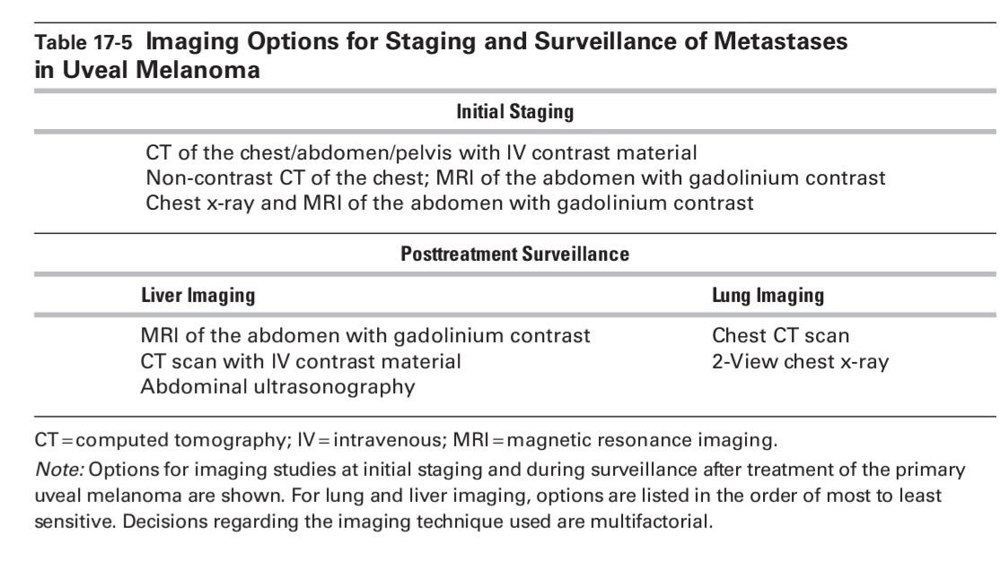 Table 17-5 Imaging Options for Staging and Surveillance of Metastases
in Uveal Melanoma
Initial Staging
CT of the chest/abdomen/pelvis with IV contrast material
Non-contrast CT of the chest; MRI of the abdomen with gadolinium contrast
Chest x-ray and MRI of the abdomen with gadolinium contrast
Posttreatment Surveillance
Liver Imaging
Lung Imaging
MRI of the abdomen with gadolinium contrast
Chest CT scan
CT scan with IV contrast material
2-View chest x-ray
Abdominal ultrasonography
CT = computed tomography; IV = intravenous; MRI = magnetic resonance imaging.
Note: Options for imaging studies at initial staging and during surveillance after treatment of the primary
uveal melanoma are shown. For lung and liver imaging, options are listed in the order of most to least
sensitive. Decisions regarding the imaging technique used are multifactorial.